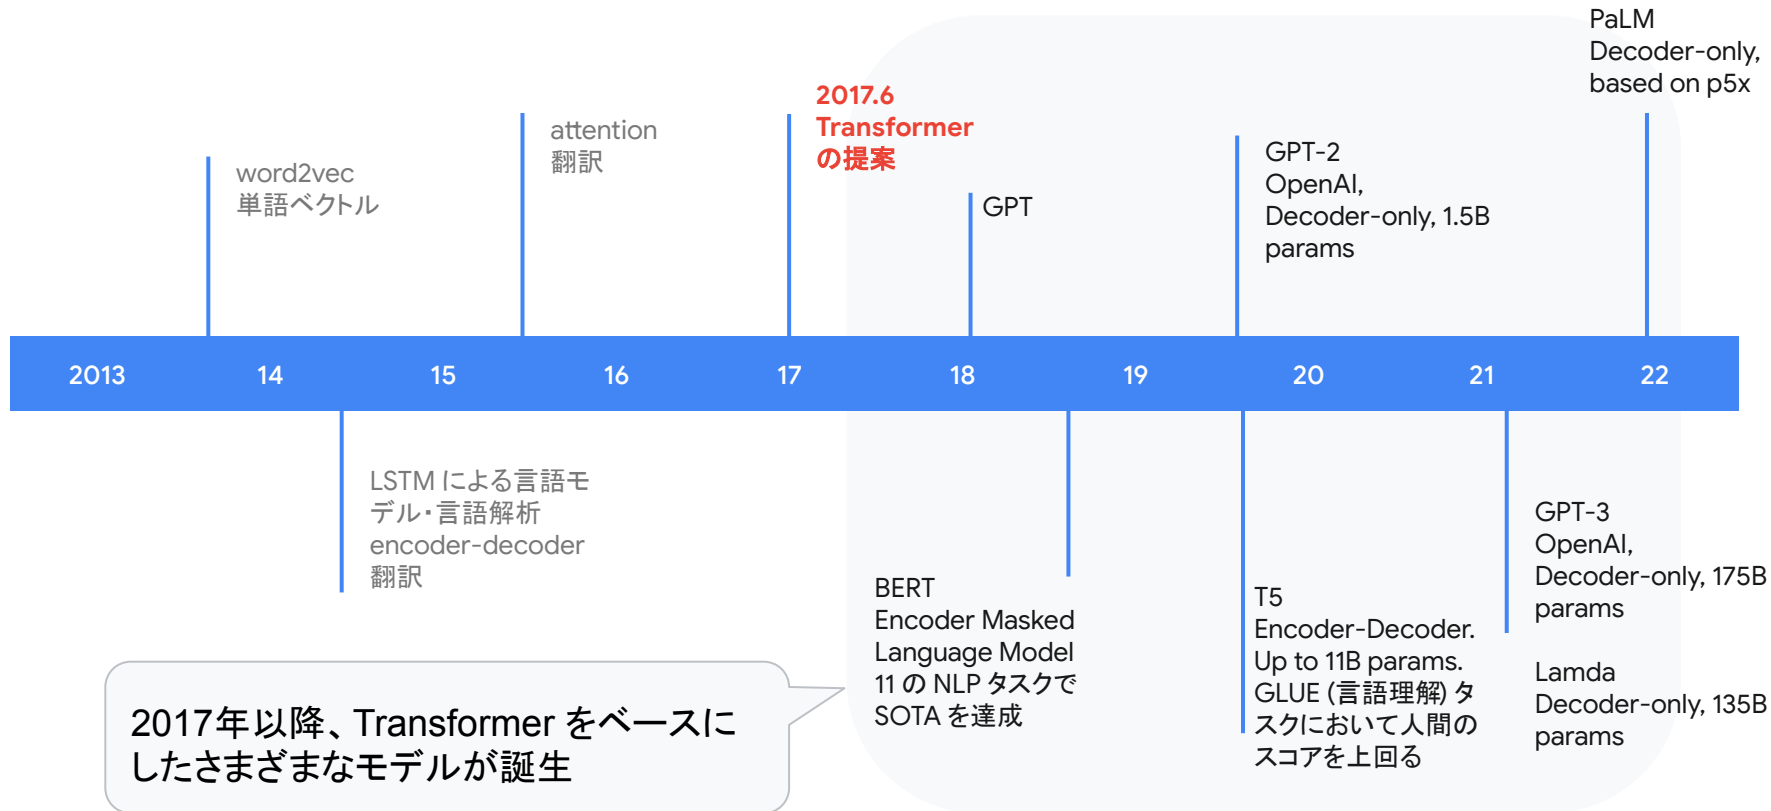 PaLM
Decoder-only,
based on p5x
2017.6
Transformer
の提案
attention
翻訳
word2vec
単語ベクトル
GPT
GPT-2
OpenAI,
Decoder-only, 1.5B
params
2013 14 15 16 17 18 19 20 21 22
LSTM による言語モ
デル・言語解析
encoder-decoder
翻訳
BERT
Encoder Masked
Language Model
11 の NLP タスクで
SOTA を達成
T5
Encoder-Decoder.
Up to 11B params.
GLUE (言語理解) タ
スクにおいて人間の
スコアを上回る
GPT-3
OpenAI,
Decoder-only, 175B
params
Lamda
Decoder-only, 135B
params
2017年以降、Transformer をベースに
したさまざまなモデルが誕生